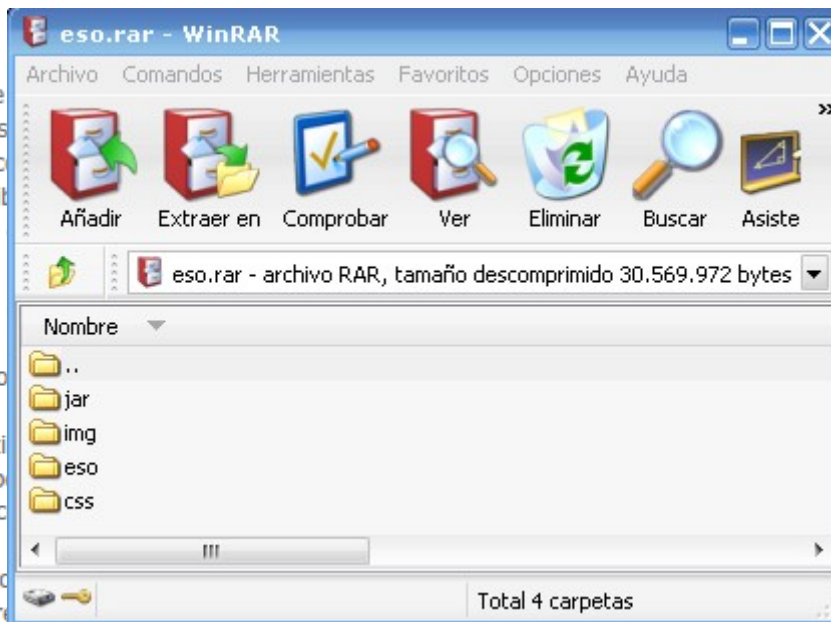 eso.rar - WinRAR
Archivo Comandos Herramientas Favoritos Opciones Ayuda
Añadir Extraer en Comprobar Ver Eliminar Buscar Asiste
eso.rar - archivo RAR, tamaño descomprimido 30.569.972 bytes
Nombre
..
jar
img
eso
css
Total 4 carpetas